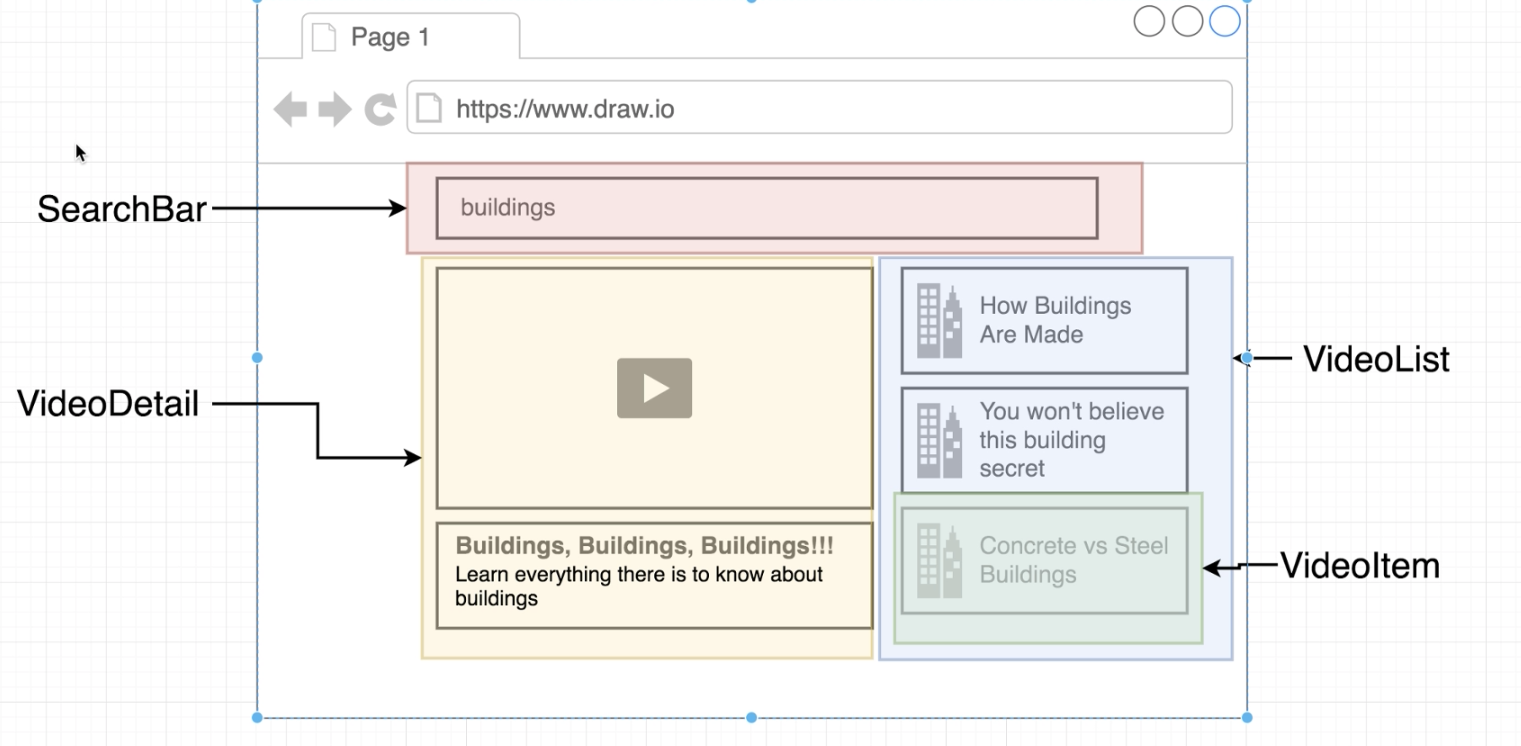 Page 1
https://www.draw.io
SearchBar
buildings
How Buildings
Are Made
VideoList
VideoDetail
You won't believe
this building
secret
Buildings, Buildings, Buildings!!!
Learn everything there is to know about
buildings
Concrete vs Steel
Buildings
VideoItem